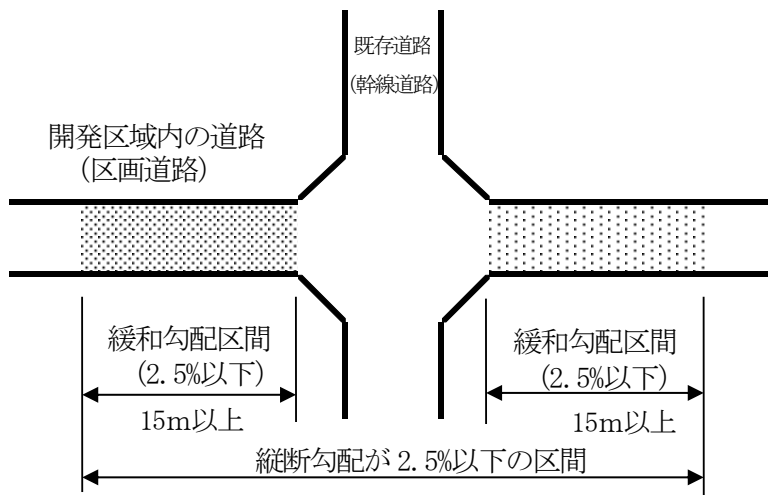 既存道路
(幹線道路)
開発区域内の道路
(区画道路)
緩和勾配区間
(2.5%以下)
15m以上
緩和勾配区間
(2.5%以下)
15m以上
縦断勾配が 2.5%以下の区間